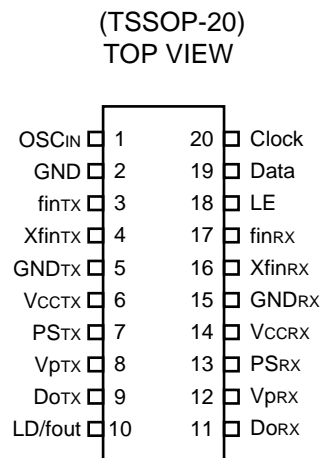 (TSSOP-20)
TOP VIEW
OSCIN 1 20 Clock
GND 2 19 Data
finTX 3 18 LE
XfinTX 4 17 finRX
GNDTX 5 16 XfinRX
VCCTX 6 15 GNDRX
PSTX 7 14 VCCRX
VpTX 8 13 PSRX
DoTX 9 12 VpRX
LD/fout 10 11 DoRX